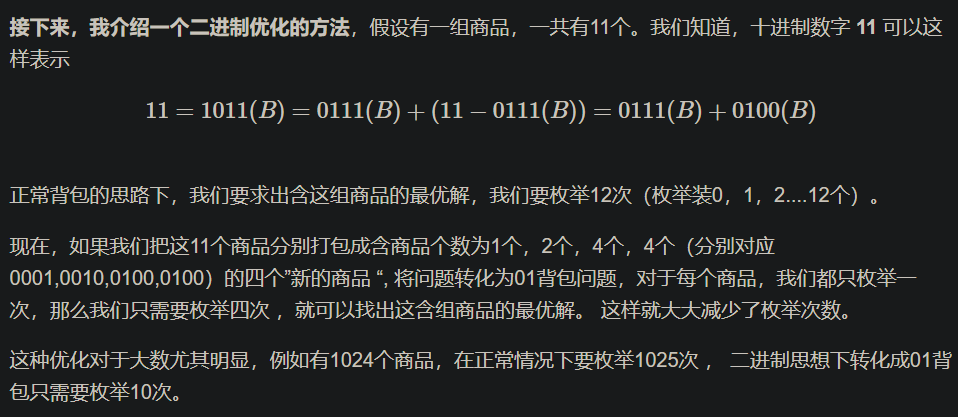 接下来，我介绍一个二进制优化的方法，假设有一组商品，一共有11个。我们知道，十进制数字 11 可以这
样表示
11 = 1011(B) = 0111(B) + (11 − 0111(B)) = 0111(B) + 0100(B)
正常背包的思路下，我们要求出含这组商品的最优解，我们要枚举12次（枚举装0，1，2....12个）。
现在，如果我们把这11个商品分别打包成含商品个数为1个，2个，4个，4个（分别对应
0001,0010,0100,0100）的四个”新的商品 “, 将问题转化为01背包问题，对于每个商品，我们都只枚举一
次，那么我们只需要枚举四次 ，就可以找出这含组商品的最优解。 这样就大大减少了枚举次数。
这种优化对于大数尤其明显，例如有1024个商品，在正常情况下要枚举1025次 ， 二进制思想下转化成01背
包只需要枚举10次。